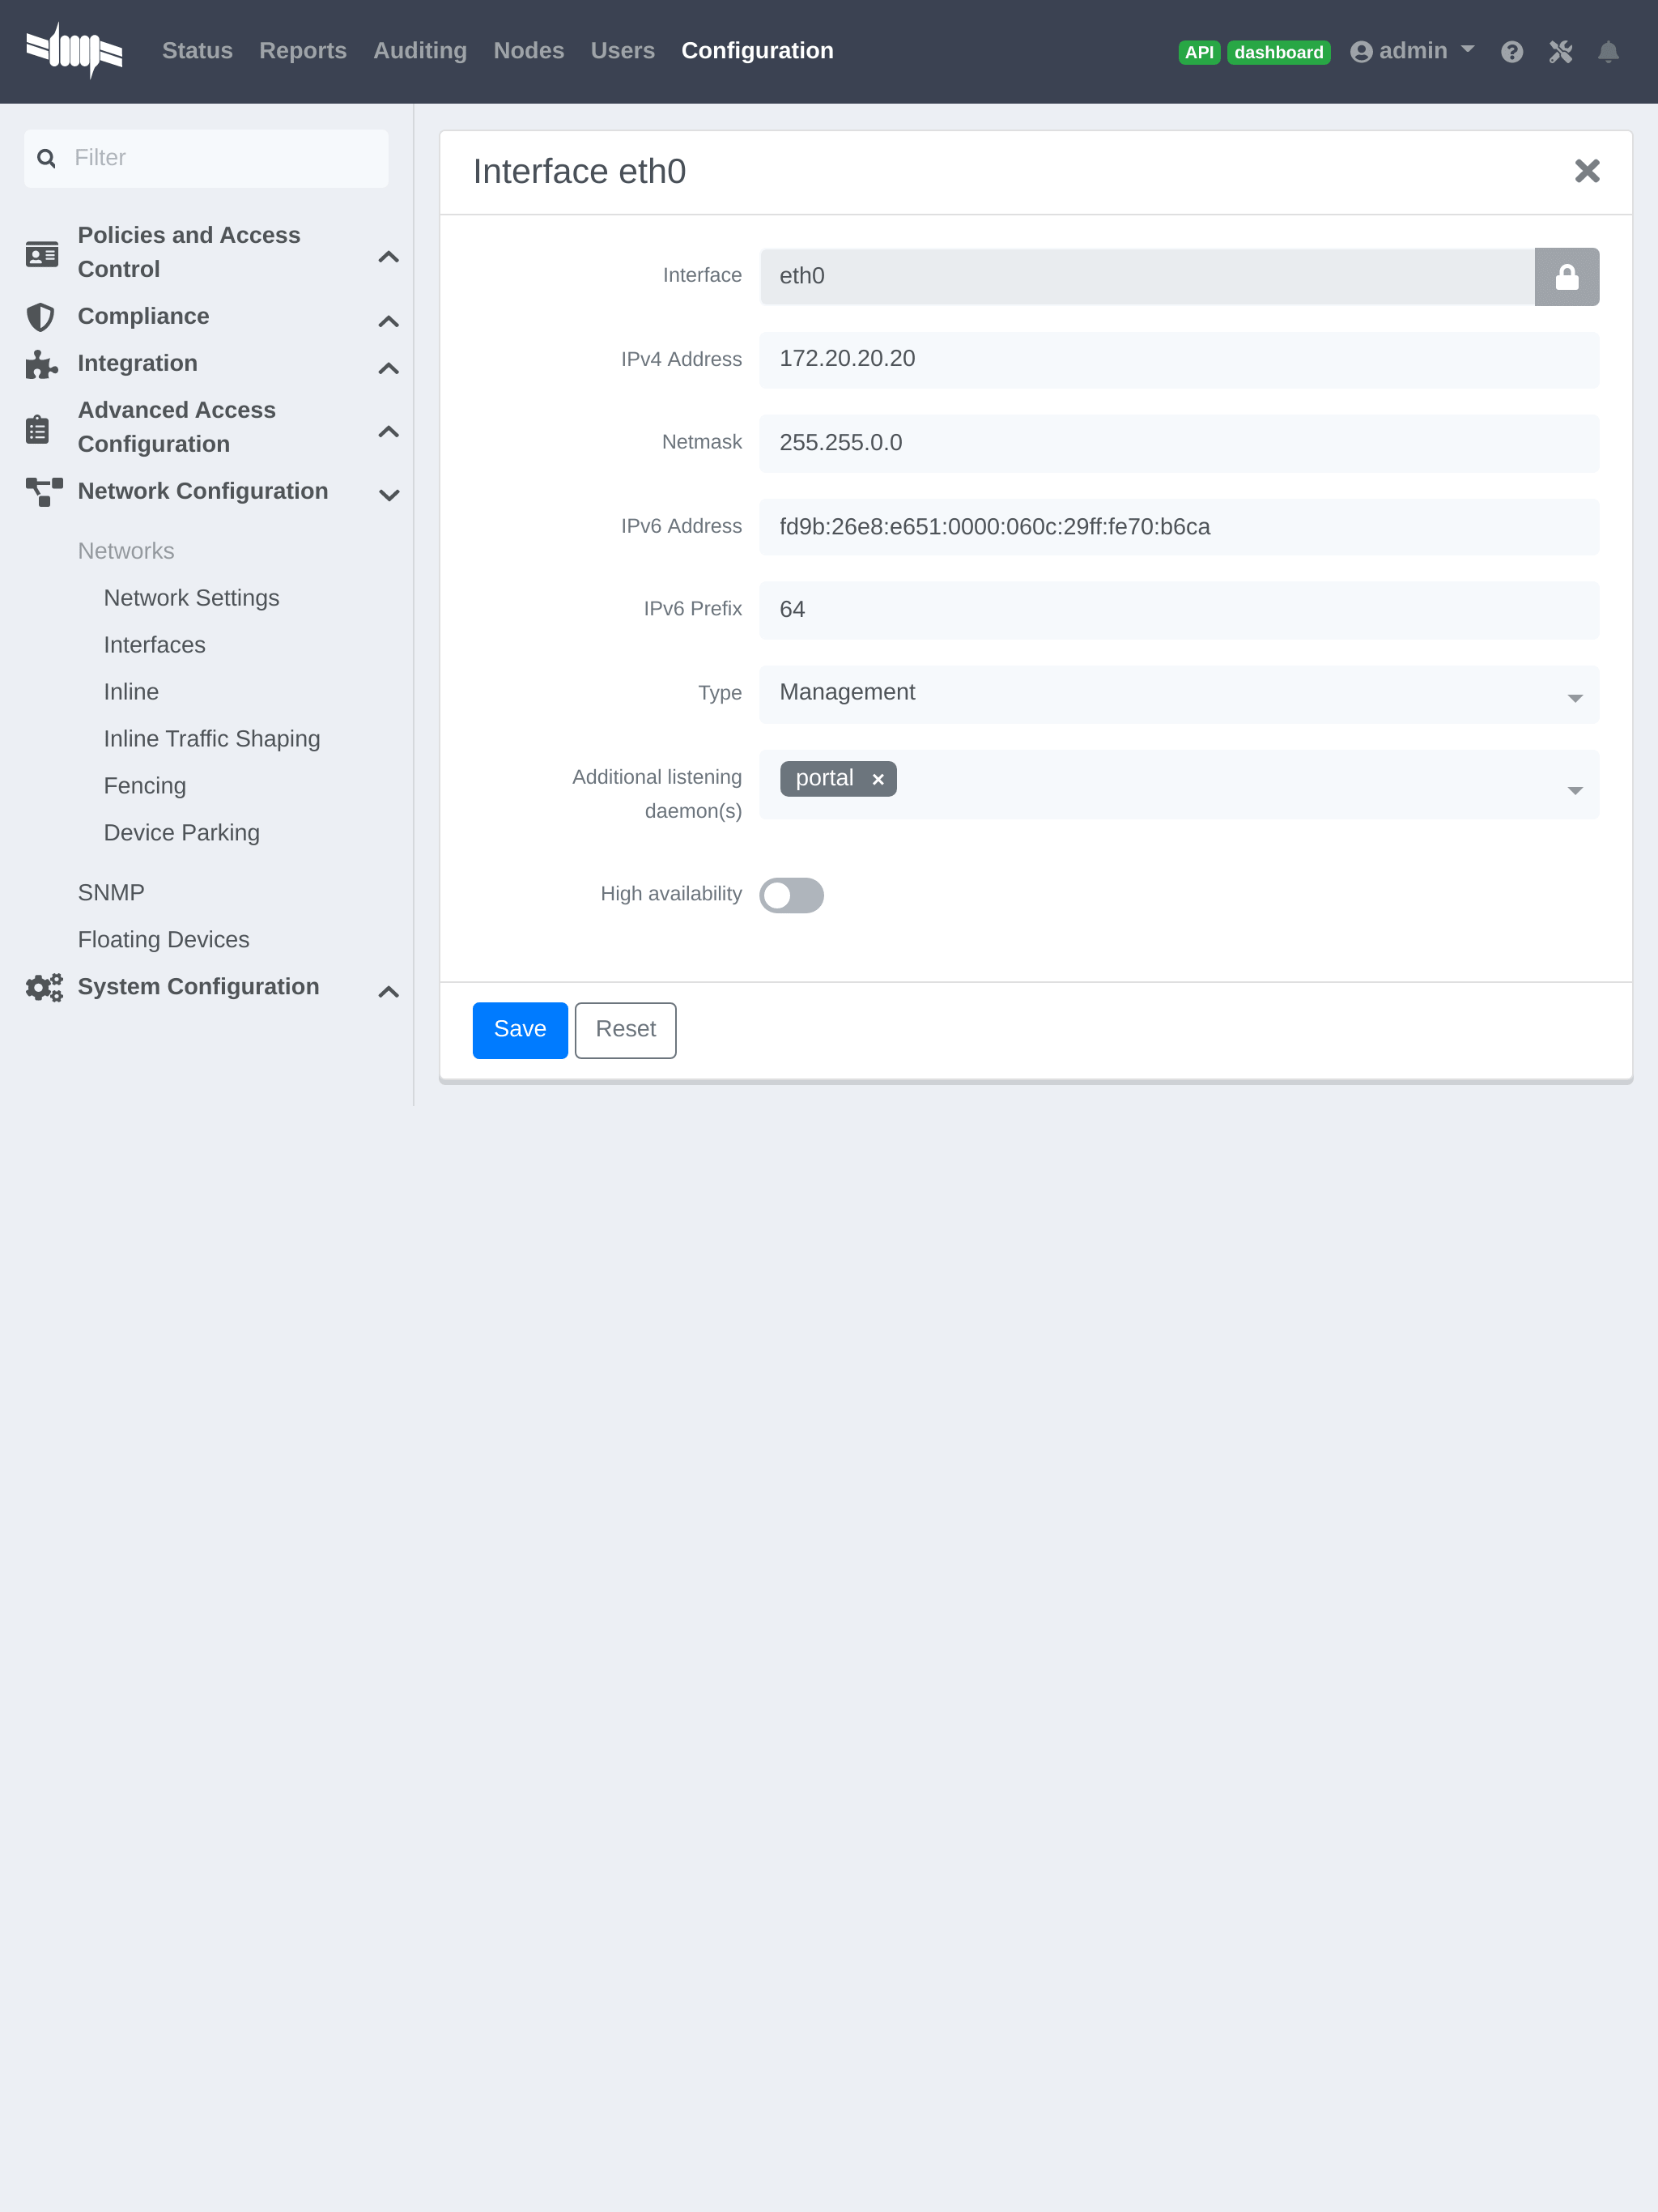 Status Reports Auditing Nodes Users Configuration API dashboard admin
Filter
Policies and Access
Control
Compliance
Integration
Advanced Access
Configuration
Network Configuration
Networks
Network Settings
Interfaces
Inline
Inline Traffic Shaping
Fencing
Device Parking
SNMP
Floating Devices
System Configuration
Interface eth0
Interface eth0
IPv4 Address 172.20.20.20
Netmask 255.255.0.0
IPv6 Address fd9b:26e8:e651:0000:060c:29ff:fe70:b6ca
IPv6 Prefix 64
Type Management
Additional listening
daemon(s)
portal ×
High availability
Save Reset